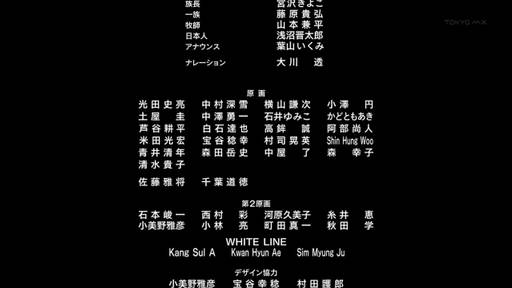 族長 宮沢きよこ
一族 藤原貴弘
牧師 山本兼平
日本人 浅沼晋太郎
アナウンス 葉山いくみ
ナレーション 大川透
TOKYO MX
原画
光田史亮 中村深雪 横山謙次 小澤円
土屋圭 中澤勇一 石井ゆみこ かどともあき
芦谷耕平 白石達也 高鉾誠 阿部尚人
米田光宏 宝谷稔幸 村司晃英 Shin Hung Woo
青井清年 森田岳史 中屋了 森幸子
清水貴子
佐藤雅将 千葉道徳
第2原画
石本峻一 西村彩 河原久美子 糸井恵
小美野雅彦 小林亮 町田真一 秋田学
WHITE LINE
Kang Sul A Kwan Hyun Ae Sim Myung Ju
デザイン協力
小美野雅彦 宝谷幸稔 村田護郎